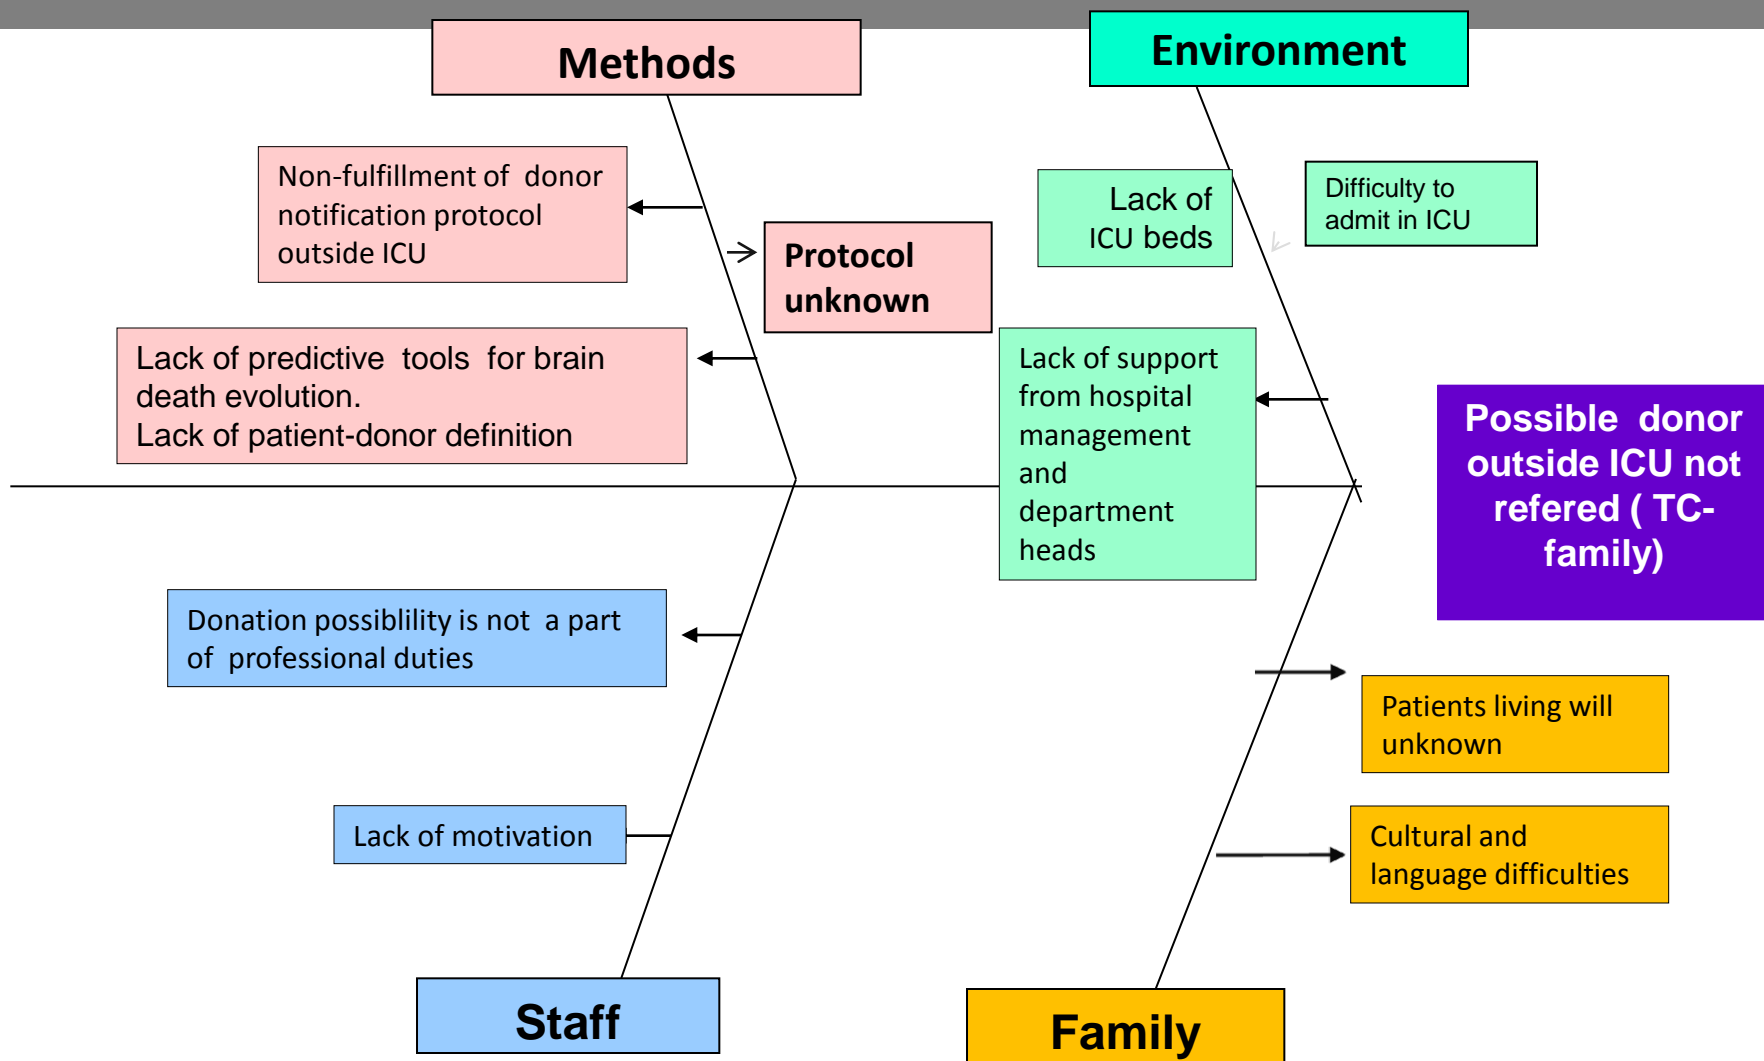 Methods
Environment
Non-fulfillment of donor
notification protocol
outside ICU
Protocol
unknown
Lack of
ICU beds
Difficulty to
admit in ICU
Lack of predictive tools for brain
death evolution.
Lack of patient-donor definition
Lack of support
from hospital
management
and
department
heads
Possible donor
outside ICU not
refered ( TC-
family)
Donation possiblility is not a part
of professional duties
Patients living will
unknown
Lack of motivation
Cultural and
language difficulties
Staff
Family